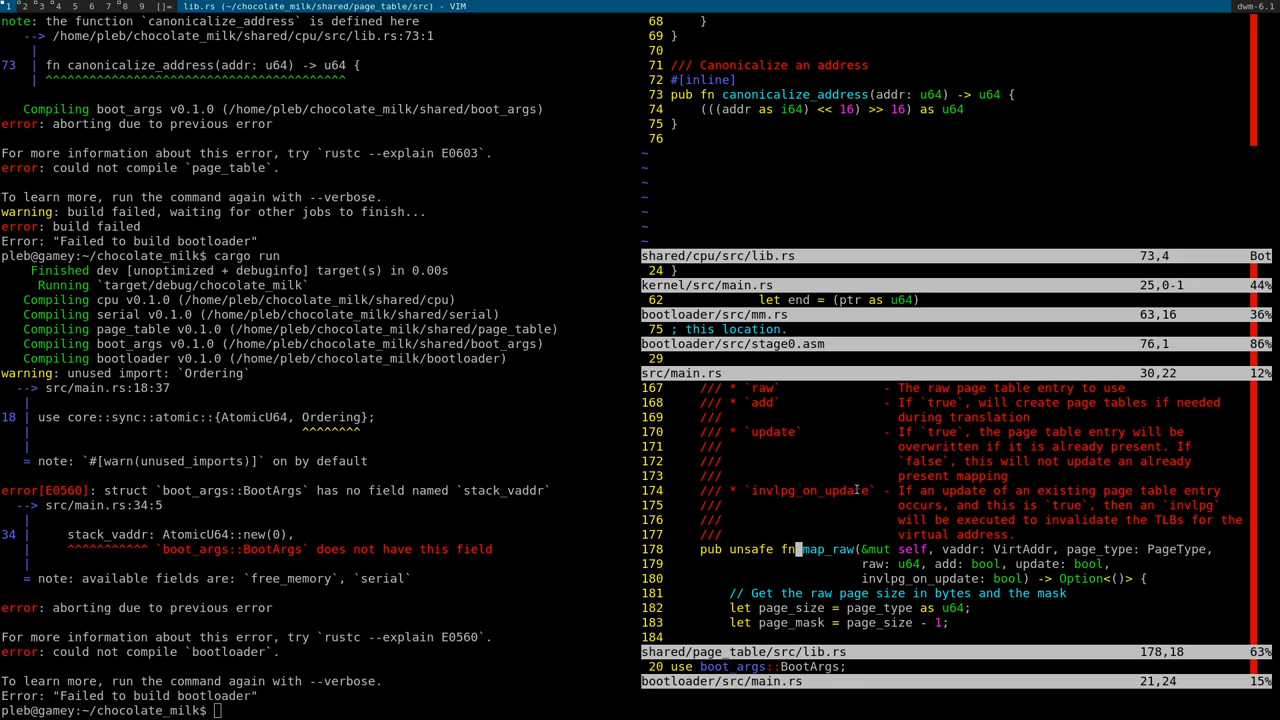 1 2 3 4 5 6 7 8 9 []= lib.rs (~/chocolate_milk/shared/page_table/src) - VIM dwm-6.1
note: the function `canonicalize_address` is defined here
--> /home/pleb/chocolate_milk/shared/cpu/src/lib.rs:73:1
|
73 | fn canonicalize_address(addr: u64) -> u64 {
| ^^^^^^^^^^^^^^^^^^^^^^^^^^^^^^^^^^^^^^^^^
Compiling boot_args v0.1.0 (/home/pleb/chocolate_milk/shared/boot_args)
error: aborting due to previous error
For more information about this error, try `rustc --explain E0603`.
error: could not compile `page_table`.
To learn more, run the command again with --verbose.
warning: build failed, waiting for other jobs to finish...
error: build failed
Error: "Failed to build bootloader"
pleb@gamey:~/chocolate_milk$ cargo run
Finished dev [unoptimized + debuginfo] target(s) in 0.00s
Running `target/debug/chocolate_milk`
Compiling cpu v0.1.0 (/home/pleb/chocolate_milk/shared/cpu)
Compiling serial v0.1.0 (/home/pleb/chocolate_milk/shared/serial)
Compiling page_table v0.1.0 (/home/pleb/chocolate_milk/shared/page_table)
Compiling boot_args v0.1.0 (/home/pleb/chocolate_milk/shared/boot_args)
Compiling bootloader v0.1.0 (/home/pleb/chocolate_milk/bootloader)
warning: unused import: `Ordering`
--> src/main.rs:18:37
|
18 | use core::sync::atomic::{AtomicU64, Ordering};
| ^^^^^^^^
|
= note: `#[warn(unused_imports)]` on by default
error[E0560]: struct `boot_args::BootArgs` has no field named `stack_vaddr`
--> src/main.rs:34:5
|
34 | stack_vaddr: AtomicU64::new(0),
| ^^^^^^^^^^^ `boot_args::BootArgs` does not have this field
|
= note: available fields are: `free_memory`, `serial`
error: aborting due to previous error
For more information about this error, try `rustc --explain E0560`.
error: could not compile `bootloader`.
To learn more, run the command again with --verbose.
Error: "Failed to build bootloader"
pleb@gamey:~/chocolate_milk$
68 }
69 }
70
71 /// Canonicalize an address
72 #[inline]
73 pub fn canonicalize_address(addr: u64) -> u64 {
74 (((addr as i64) << 16) >> 16) as u64
75 }
76
~
~
~
~
~
~
~
shared/cpu/src/lib.rs 73,4 Bot
24 }
kernel/src/main.rs 25,0-1 44%
62 let end = (ptr as u64)
bootloader/src/mm.rs 63,16 36%
75 ; this location.
bootloader/src/stage0.asm 76,1 86%
29
src/main.rs 30,22 12%
167 /// * `raw` - The raw page table entry to use
168 /// * `add` - If `true`, will create page tables if needed
169 /// during translation
170 /// * `update` - If `true`, the page table entry will be
171 /// overwritten if it is already present. If
172 /// `false`, this will not update an already
173 /// present mapping
174 /// * `invlpg_on_update` - If an update of an existing page table entry
175 /// occurs, and this is `true`, then an `invlpg`
176 /// will be executed to invalidate the TLBs for the
177 /// virtual address.
178 pub unsafe fn map_raw(&mut self, vaddr: VirtAddr, page_type: PageType,
179 raw: u64, add: bool, update: bool,
180 invlpg_on_update: bool) -> Option<()> {
181 // Get the raw page size in bytes and the mask
182 let page_size = page_type as u64;
183 let page_mask = page_size - 1;
184
shared/page_table/src/lib.rs 178,18 63%
20 use boot_args::BootArgs;
bootloader/src/main.rs 21,24 15%